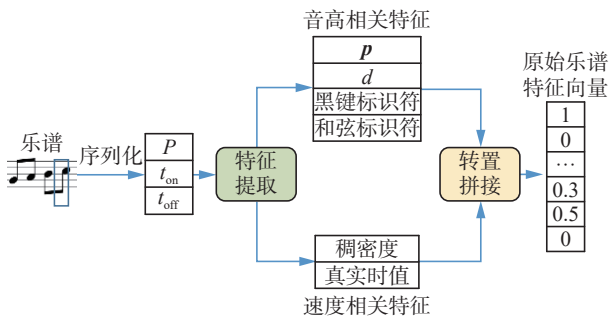 乐谱
序列化
P
t_on
t_off
特征
提取
音高相关特征
p
d
黑键标识符
和弦标识符
稠密度
真实时值
速度相关特征
转置
拼接
原始乐谱
特征向量
1
0
…
0.3
0.5
0